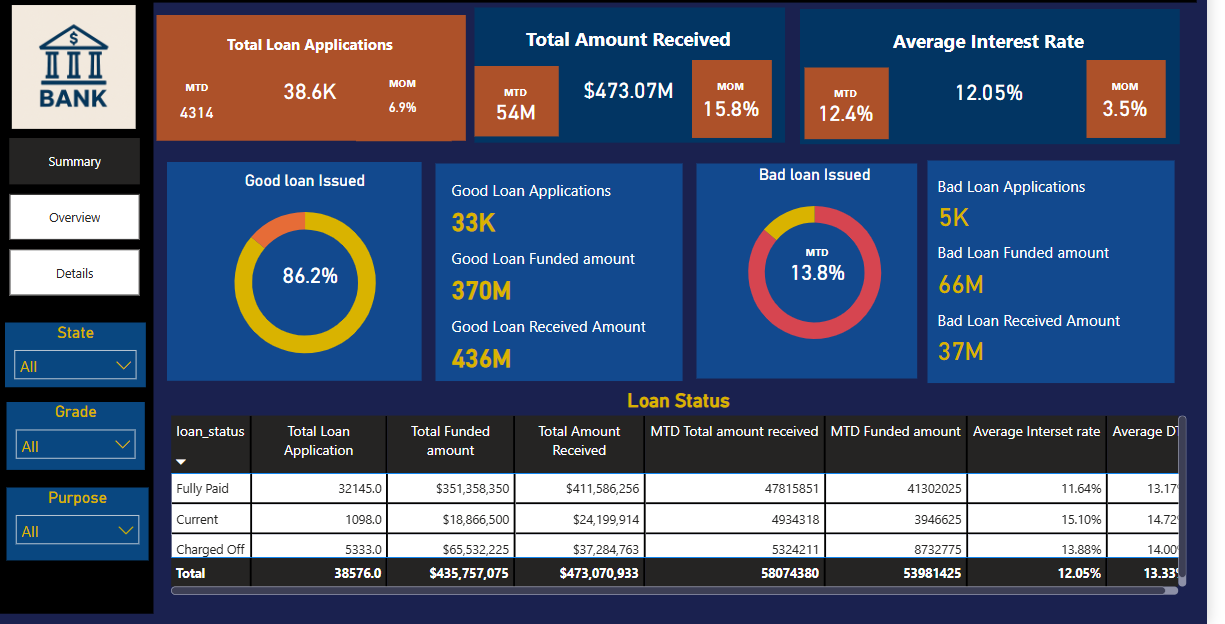 $
BANK
Summary
Overview
Details
State
All
Grade
All
Purpose
All
Total Loan Applications
MTD
4314
38.6K
MOM
6.9%
Total Amount Received
MTD
54M
$473.07M
MOM
15.8%
Average Interest Rate
MTD
12.4%
12.05%
MOM
3.5%
Good loan Issued
86.2%
Good Loan Applications
33K
Good Loan Funded amount
370M
Good Loan Received Amount
436M
Bad loan Issued
MTD
13.8%
Bad Loan Applications
5K
Bad Loan Funded amount
66M
Bad Loan Received Amount
37M
Loan Status
loan_status Total Loan Application Total Funded amount Total Amount Received MTD Total amount received MTD Funded amount Average Interset rate Average DT
Fully Paid 32145.0 $351,358,350 $411,586,256 47815851 41302025 11.64% 13.17%
Current 1098.0 $18,866,500 $24,199,914 4934318 3946625 15.10% 14.72
Charged Off 5333.0 $65,532,225 $37,284,763 5324211 8732775 13.88% 14.00
Total 38576.0 $435,757,075 $473,070,933 58074380 53981425 12.05% 13.33%